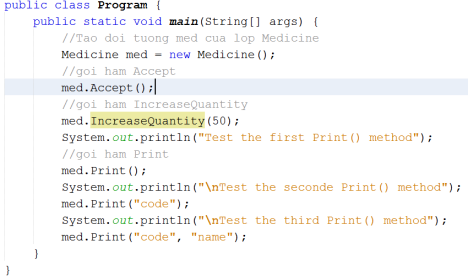 public class Program {
public static void main(String[] args) {
//Tao doi tuong med cua lop Medicine
Medicine med = new Medicine();
//goi ham Accept
med.Accept();
//goi ham IncreaseQuantity
med.IncreaseQuantity(50);
System.out.println("Test the first Print() method");
//goi ham Print
med.Print();
System.out.println("\nTest the seconde Print() method");
med.Print("code");
System.out.println("\nTest the third Print() method");
med.Print("code", "name");
}
}